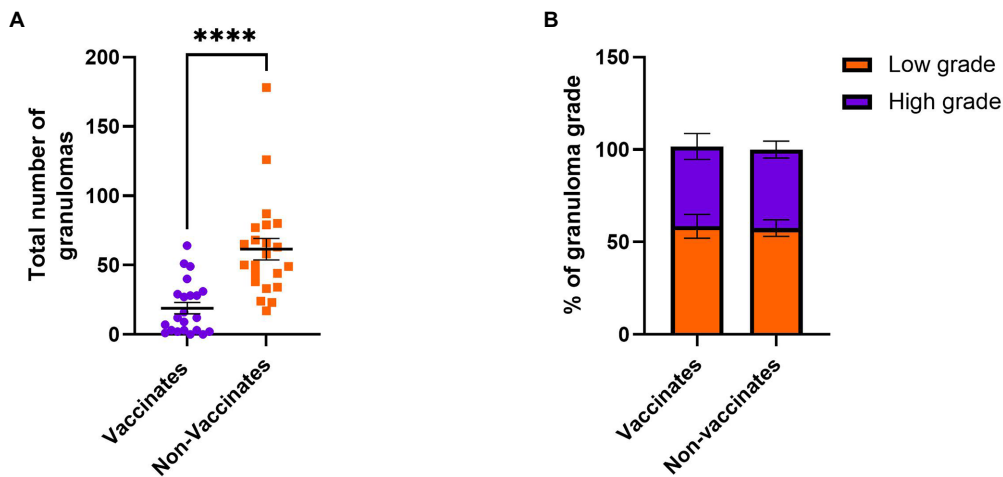 A
****
200
150
100
50
0
Total number of
granulomas
Vaccinates
Non-Vaccinates
B
150
100
50
0
% of granuloma grade
Vaccinates
Non-vaccinates
Low grade
High grade